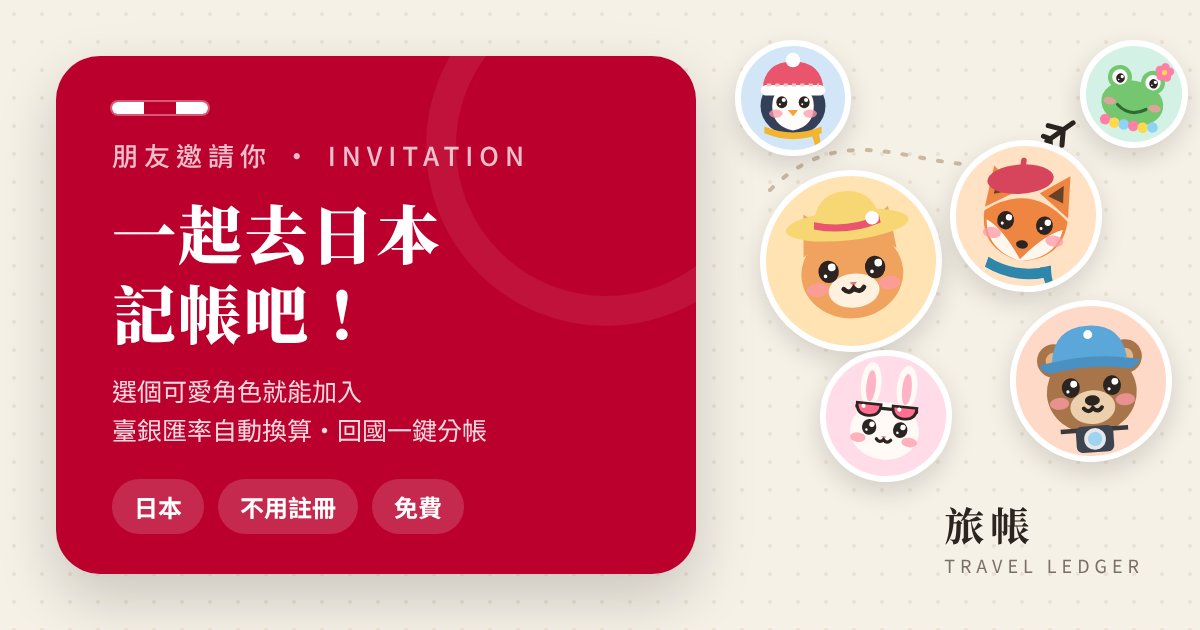 朋友邀請你 • INVITATION
一起去日本
記帳吧！
選個可愛角色就能加入
臺銀匯率自動換算・回國一鍵分帳
日本 不用註冊 免費
旅帳
TRAVEL LEDGER